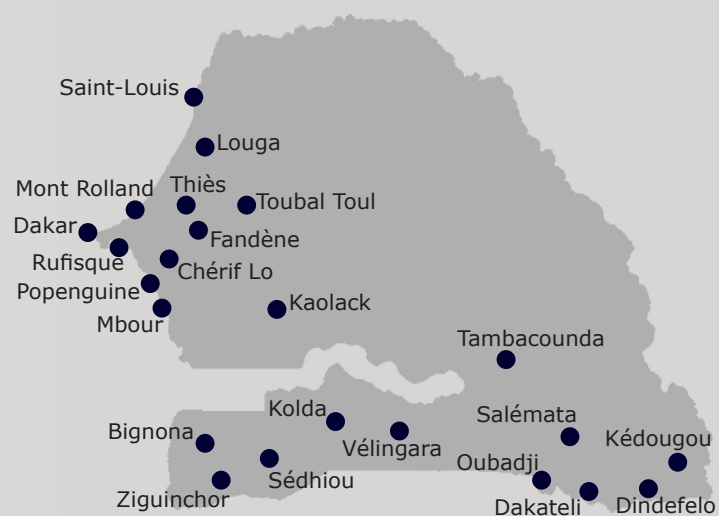 Saint-Louis
Louga
Mont Rolland
Thiès
Toubal Toul
Dakar
Fandène
Rufisque
Chérif Lo
Popenguine
Kaolack
Mbour
Tambacounda
Kolda
Salémata
Bignona
Vélingara
Kédougou
Oubadji
Sédhiou
Ziguinchor
Dakateli
Dindefelo